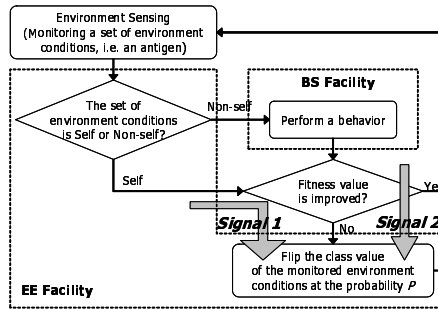 Environment Sensing
(Monitoring a set of environment
conditions, i.e. an antigen)
BS Facility
The set of
environment conditions
is Self or Non-self?
Non-self
Perform a behavior
Self
Fitness value
is improved?
Signal 1
No
Signal 2
Flip the class value
of the monitored environment
conditions at the probability P
EE Facility